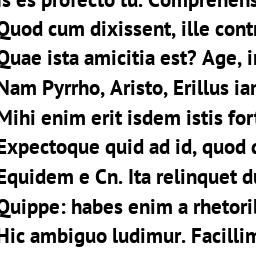 is es profecto tu. Comprehens
Quod cum dixissent, ille contr
Quae ista amicitia est? Age, i
Nam Pyrrho, Aristo, Erillus iar
Mihi enim erit isdem istis fort
Expectoque quid ad id, quod q
Equidem e Cn. Ita relinquet du
Quippe: habes enim a rhetorib
Hic ambiguo ludimur. Facillim